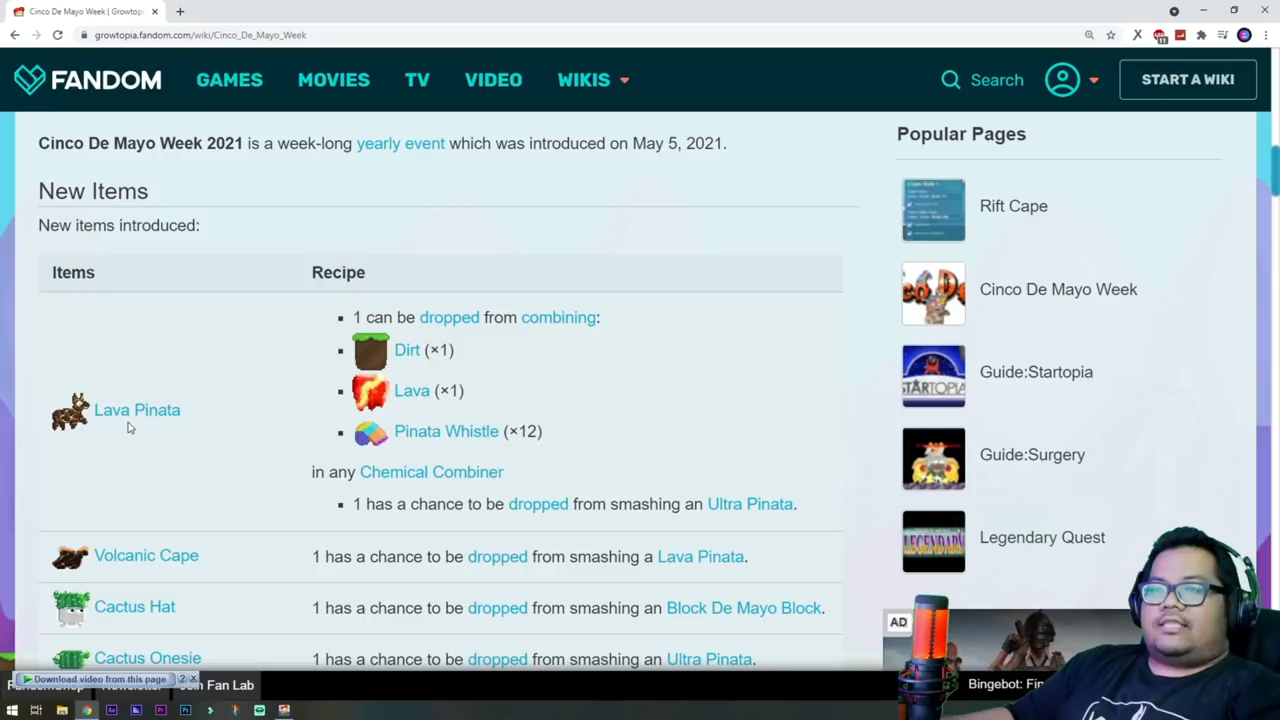 Cinco De Mayo Week | Growtopi
growtopia.fandom.com/wiki/Cinco_De_Mayo_Week
FANDOM
GAMES
MOVIES
TV
VIDEO
WIKIS
Search
START A WIKI
Cinco De Mayo Week 2021 is a week-long yearly event which was introduced on May 5, 2021.
New Items
New items introduced:
Items Recipe
1 can be dropped from combining:
Dirt (×1)
Lava (×1)
Lava Pinata
Pinata Whistle (×12)
in any Chemical Combiner
1 has a chance to be dropped from smashing an Ultra Pinata.
Volcanic Cape 1 has a chance to be dropped from smashing a Lava Pinata.
Cactus Hat 1 has a chance to be dropped from smashing an Block De Mayo Block.
Cactus Onesie 1 has a chance to be dropped from smashing an Ultra Pinata.
Popular Pages
Rift Cape
Cinco De Mayo Week
Guide:Startopia
Guide:Surgery
Legendary Quest
STARTOPIA
LEGENDARY
AD
Bingebot: Fin
Download video from this page
Join Fan Lab